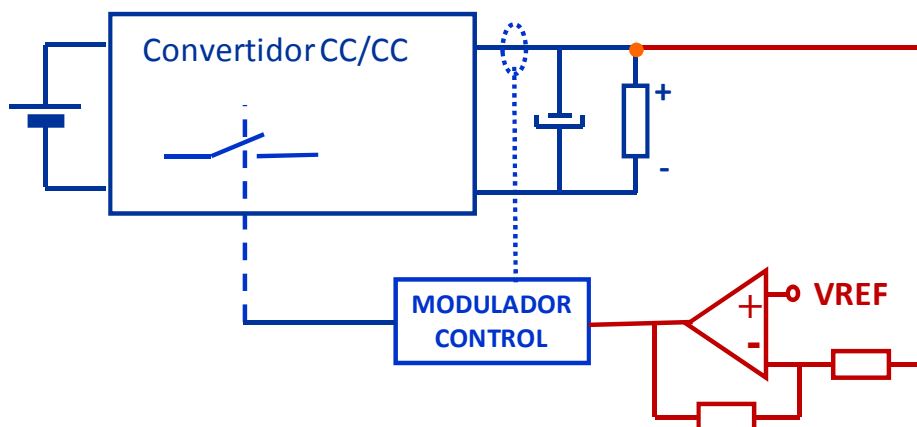 Convertidor CC/CC
+
-
MODULADOR
CONTROL
+
VREF
-